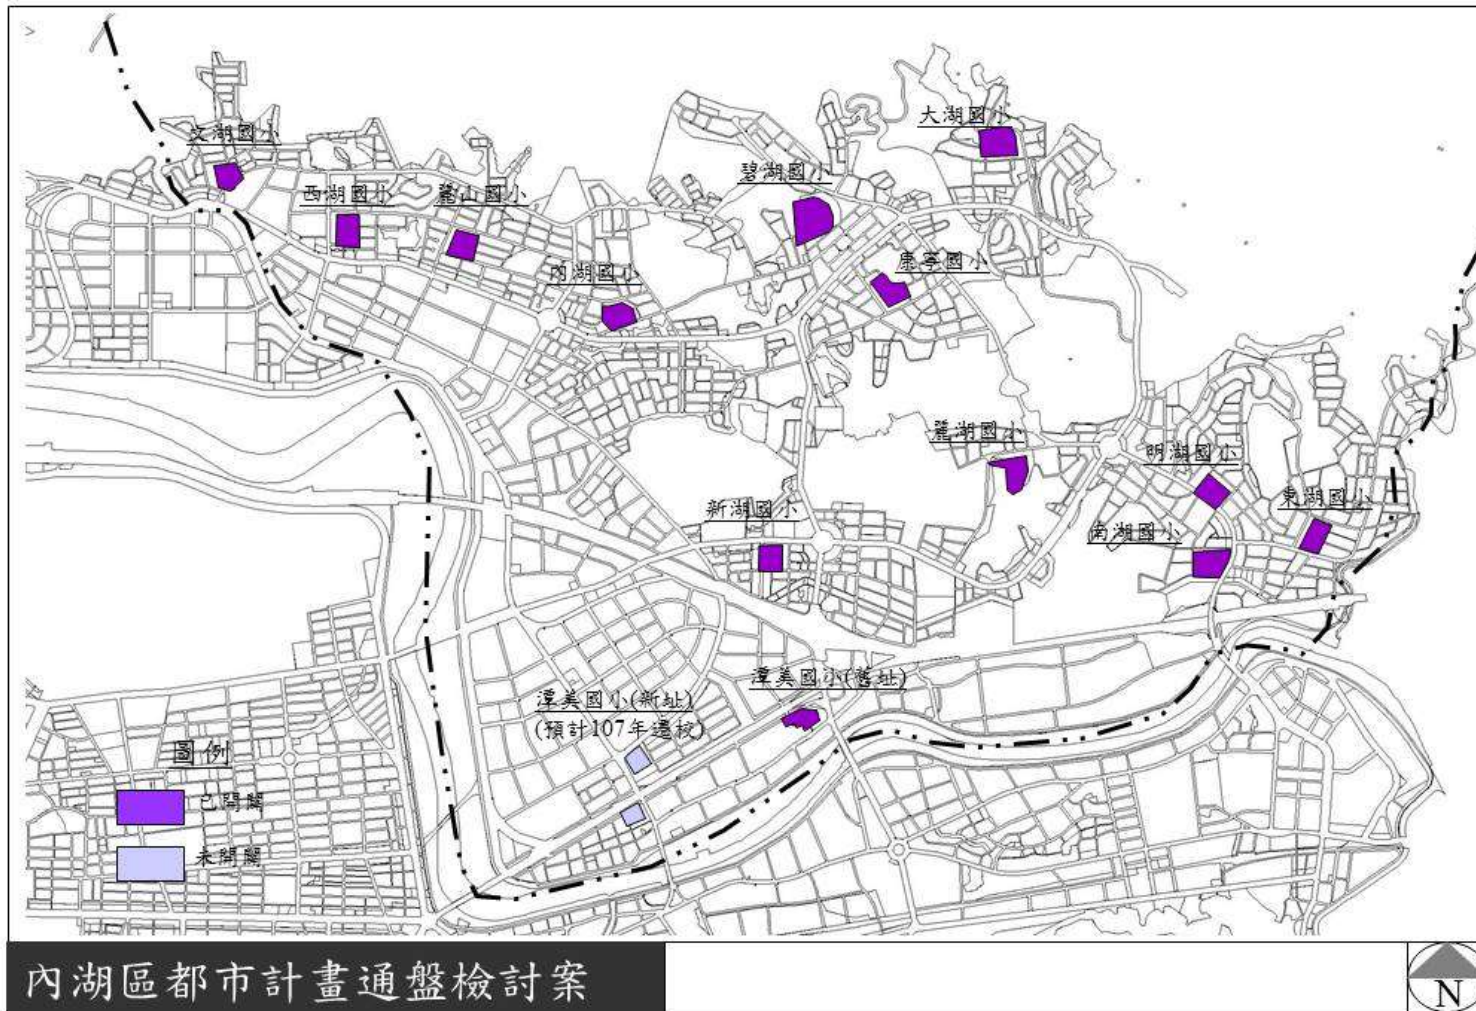 大湖國小
文湖國小
碧湖國小
西湖國小
麗山國小
康寧國小
內湖國小
麗湖國小
明湖國小
東湖國小
新湖國小
南湖國小
潭美國小(舊址)
潭美國小(新址)
(預計107年遷校)
圖例
已開闢
未開闢
內湖區都市計畫通盤檢討案
N